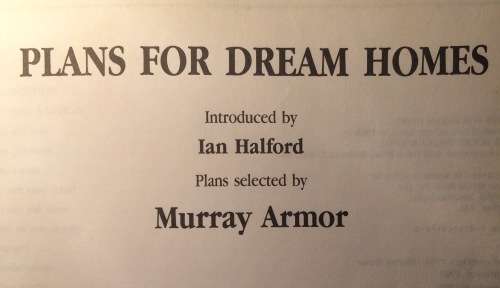 PLANS FOR DREAM HOMES
Introduced by
Ian Halford
Plans selected by
Murray Armor